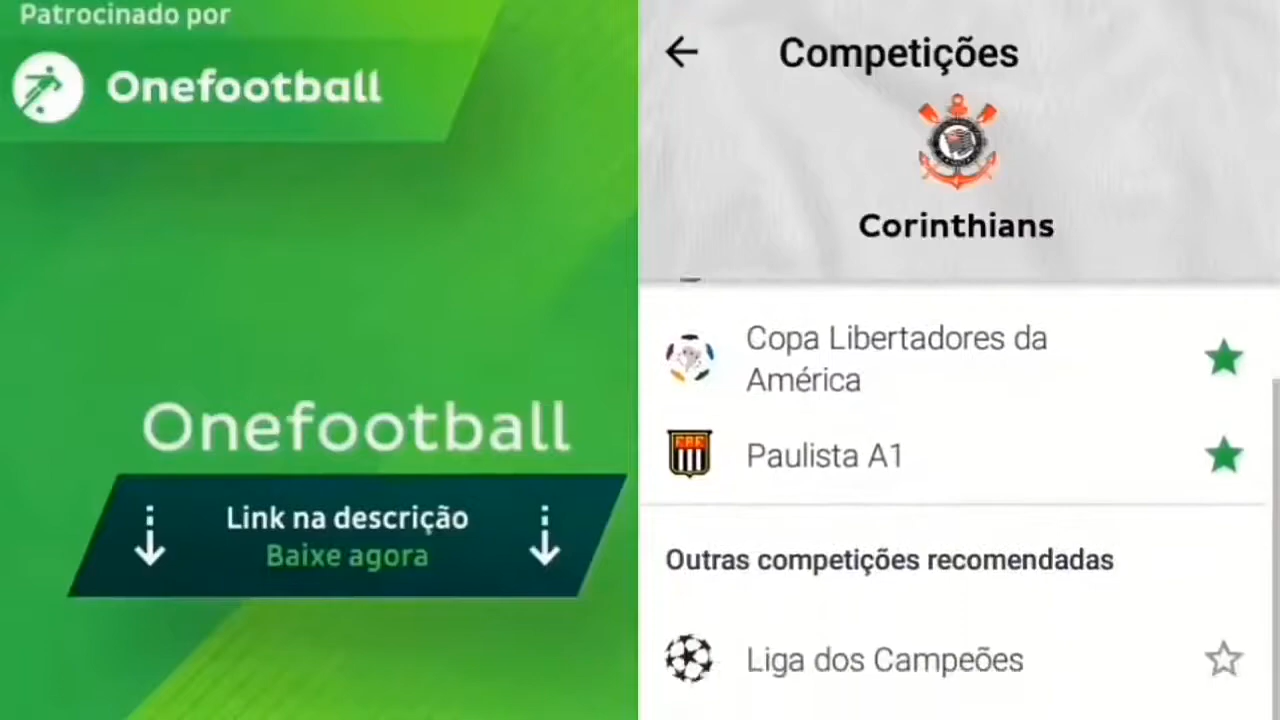 Patrocinado por
Onefootball
Onefootball
Link na descrição
Baixe agora
Competições
Corinthians
Copa Libertadores da
América
Paulista A1
Outras competições recomendadas
Liga dos Campeões